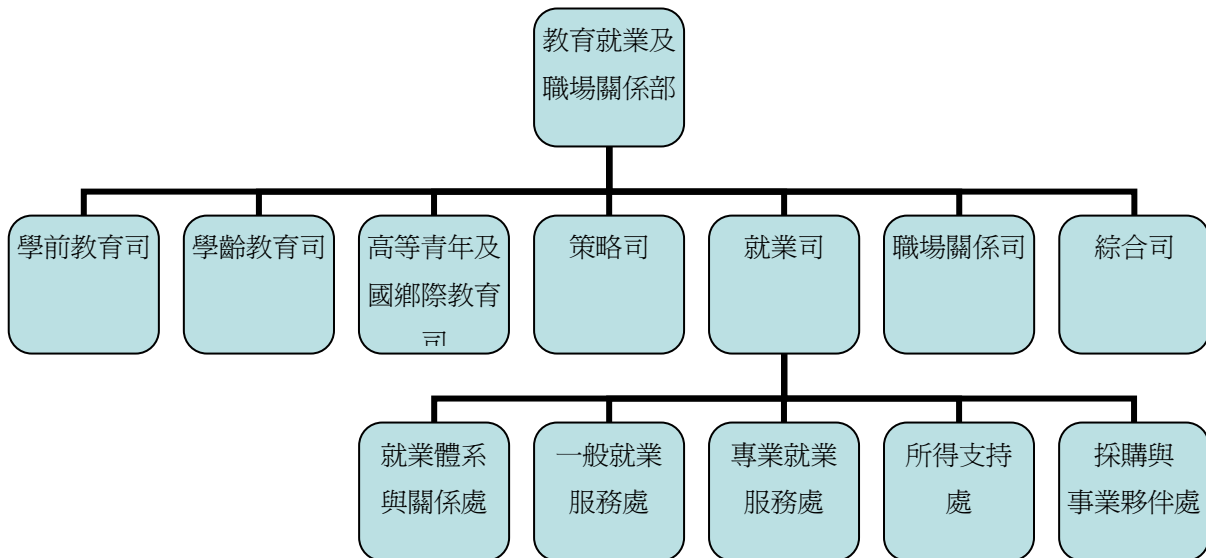 教育就業及
職場關係部
學前教育司
學齡教育司
高等青年及
國鄉際教育
司
策略司
就業司
職場關係司
綜合司
就業體系
與關係處
一般就業
服務處
專業就業
服務處
所得支持
處
採購與
事業夥伴處